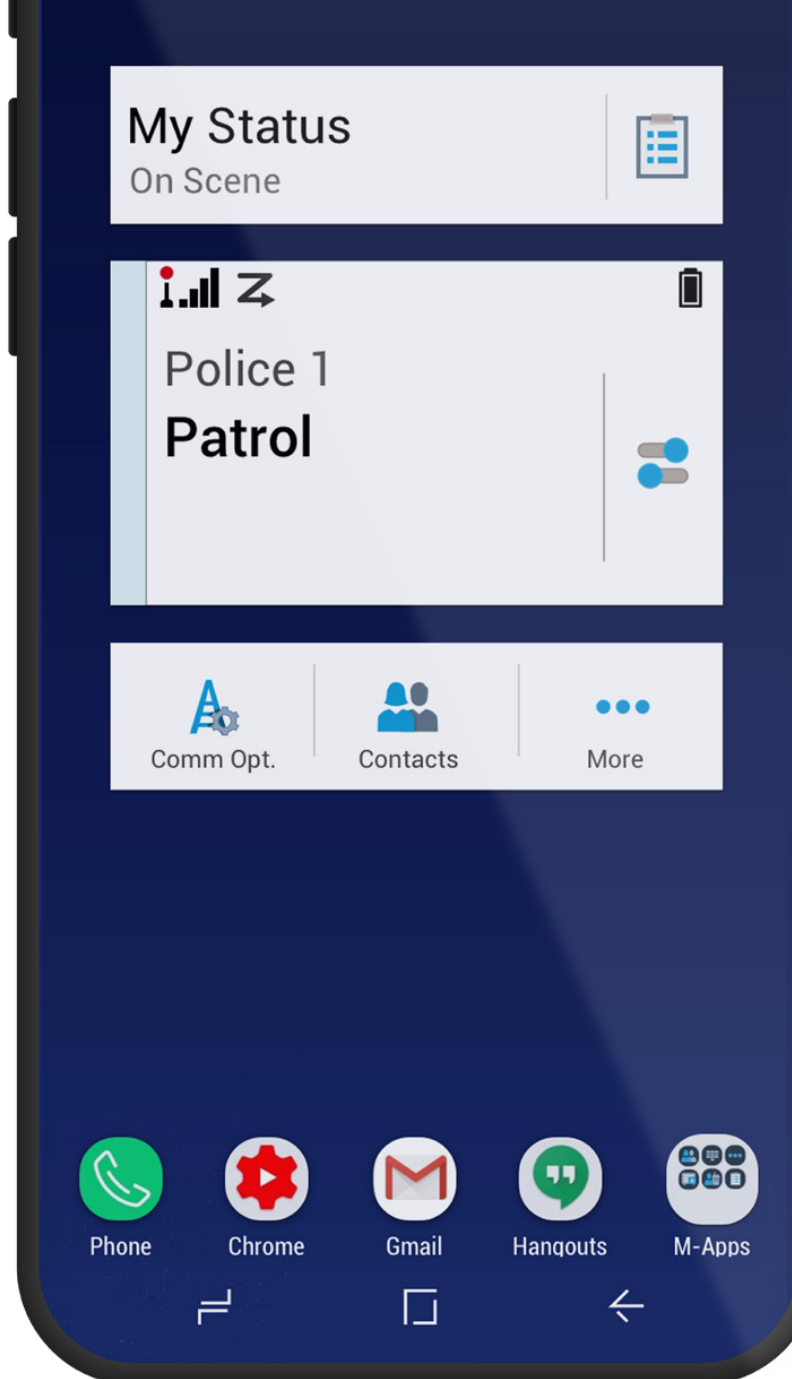 My Status
On Scene
Police 1
Patrol
Comm Opt.
Contacts
More
Phone
Chrome
Gmail
Hangouts
M-Apps